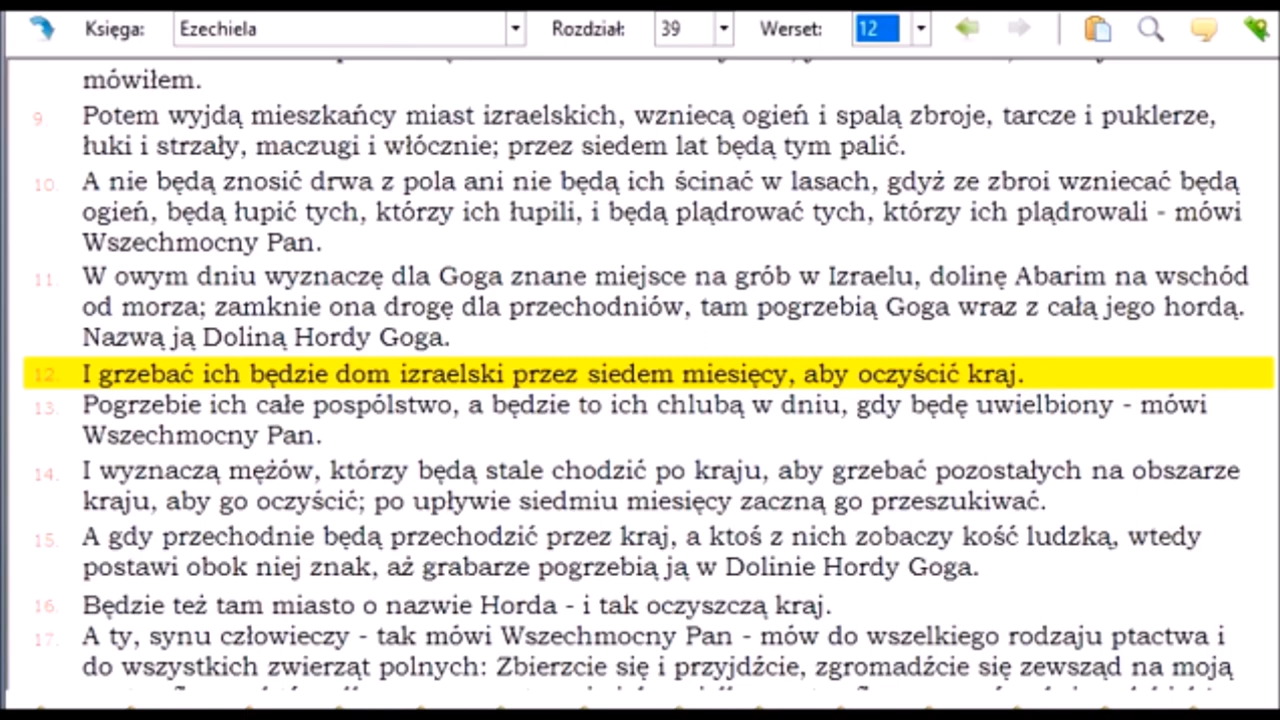 Księga: Ezechiela Rozdział: 39 Werset: 12
mówiłem.
9. Potem wyjdą mieszkańcy miast izraelskich, wzniecą ogień i spalą zbroje, tarcze i puklerze,
łuki i strzały, maczugi i włócznie; przez siedem lat będą tym palić.
10. A nie będą znosić drwa z pola ani nie będą ich ścinać w lasach, gdyż ze zbroi wzniecać będą
ogień, będą łupić tych, którzy ich łupili, i będą plądrować tych, którzy ich plądrowali - mówi
Wszechmocny Pan.
11. W owym dniu wyznaczę dla Goga znane miejsce na grób w Izraelu, dolinę Abarim na wschód
od morza; zamknie ona drogę dla przechodniów, tam pogrzebią Goga wraz z całą jego hordą.
Nazwą ją Doliną Hordy Goga.
12. I grzebać ich będzie dom izraelski przez siedem miesięcy, aby oczyścić kraj.
13. Pogrzebie ich całe pospólstwo, a będzie to ich chlubą w dniu, gdy będę uwielbiony - mówi
Wszechmocny Pan.
14. I wyznaczą mężów, którzy będą stale chodzić po kraju, aby grzebać pozostałych na obszarze
kraju, aby go oczyścić; po upływie siedmiu miesięcy zaczną go przeszukiwać.
15. A gdy przechodnie będą przechodzić przez kraj, a ktoś z nich zobaczy kość ludzką, wtedy
postawi obok niej znak, aż grabarze pogrzebią ją w Dolinie Hordy Goga.
16. Będzie też tam miasto o nazwie Horda - i tak oczyszczą kraj.
17. A ty, synu człowieczy - tak mówi Wszechmocny Pan - mów do wszelkiego rodzaju ptactwa i
do wszystkich zwierząt polnych: Zbierzcie się i przyjdźcie, zgromadźcie się zewsząd na moją